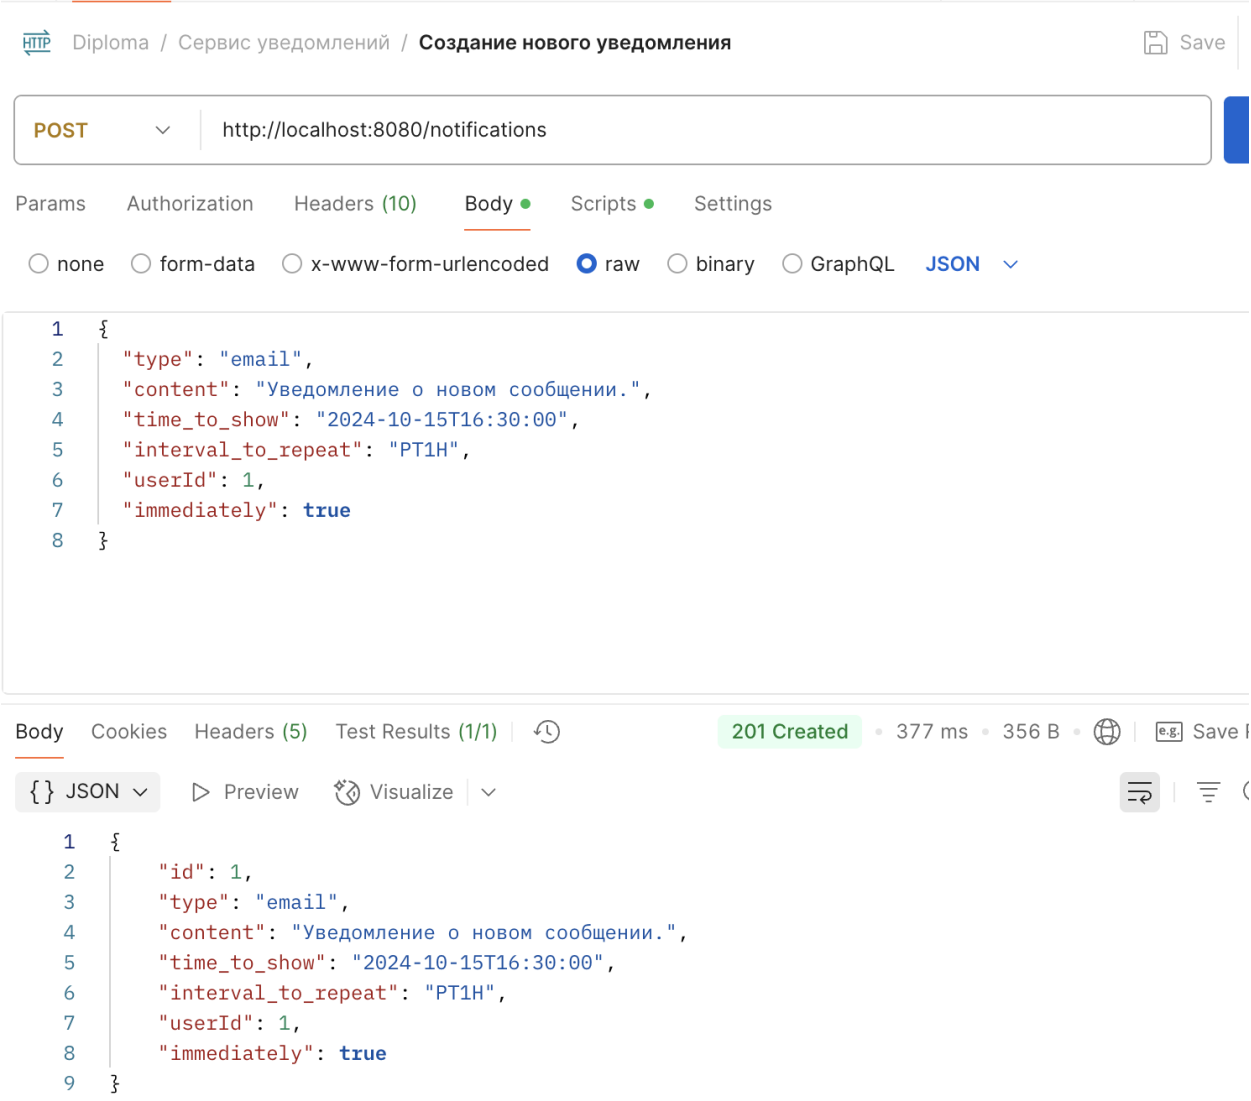 HTTP Diploma / Сервис уведомлений / Создание нового уведомления Save
POST http://localhost:8080/notifications
Params Authorization Headers (10) Body Scripts Settings
none form-data x-www-form-urlencoded raw binary GraphQL JSON
1 {
2 "type": "email",
3 "content": "Уведомление о новом сообщении.",
4 "time_to_show": "2024-10-15T16:30:00",
5 "interval_to_repeat": "PT1H",
6 "userId": 1,
7 "immediately": true
8 }
Body Cookies Headers (5) Test Results (1/1) 201 Created • 377 ms • 356 B • e.g. Save
{} JSON Preview Visualize
1 {
2 "id": 1,
3 "type": "email",
4 "content": "Уведомление о новом сообщении.",
5 "time_to_show": "2024-10-15T16:30:00",
6 "interval_to_repeat": "PT1H",
7 "userId": 1,
8 "immediately": true
9 }